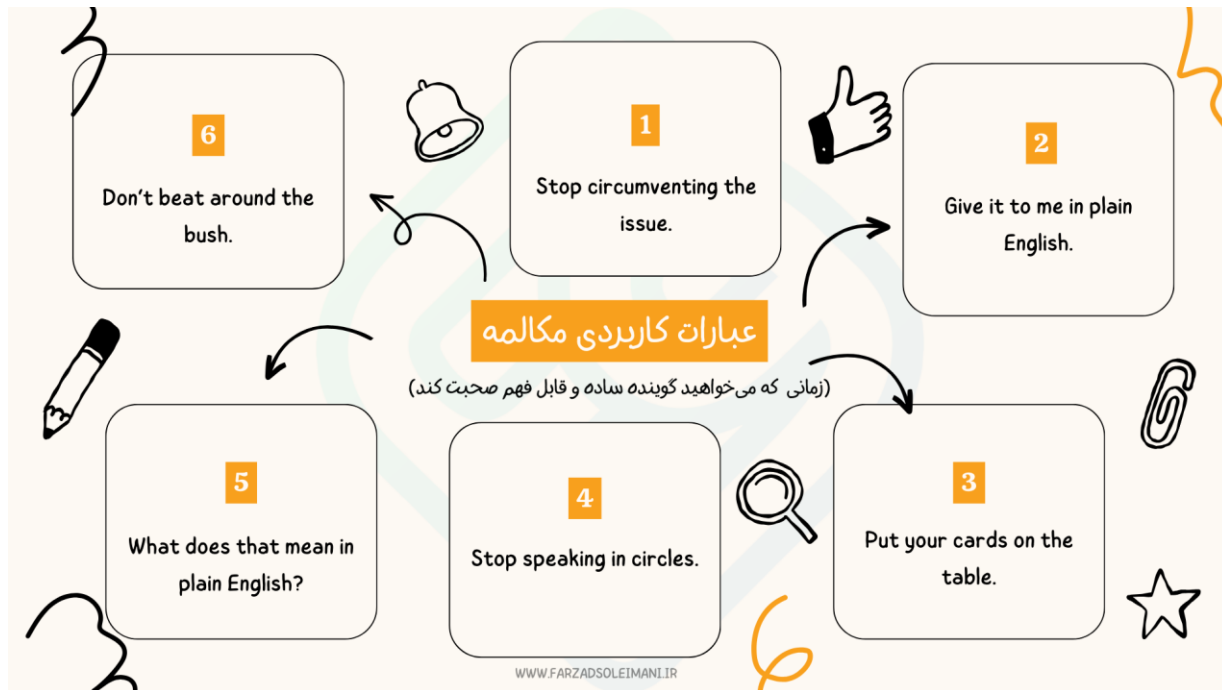 عبارات کاربردی مکالمه
(زمانی که می‌خواهید گوینده ساده و قابل فهم صحبت کند)
1
Stop circumventing the
issue.
2
Give it to me in plain
English.
3
Put your cards on the
table.
4
Stop speaking in circles.
5
What does that mean in
plain English?
6
Don't beat around the
bush.
WWW.FARZADSOLEIMANI.IR